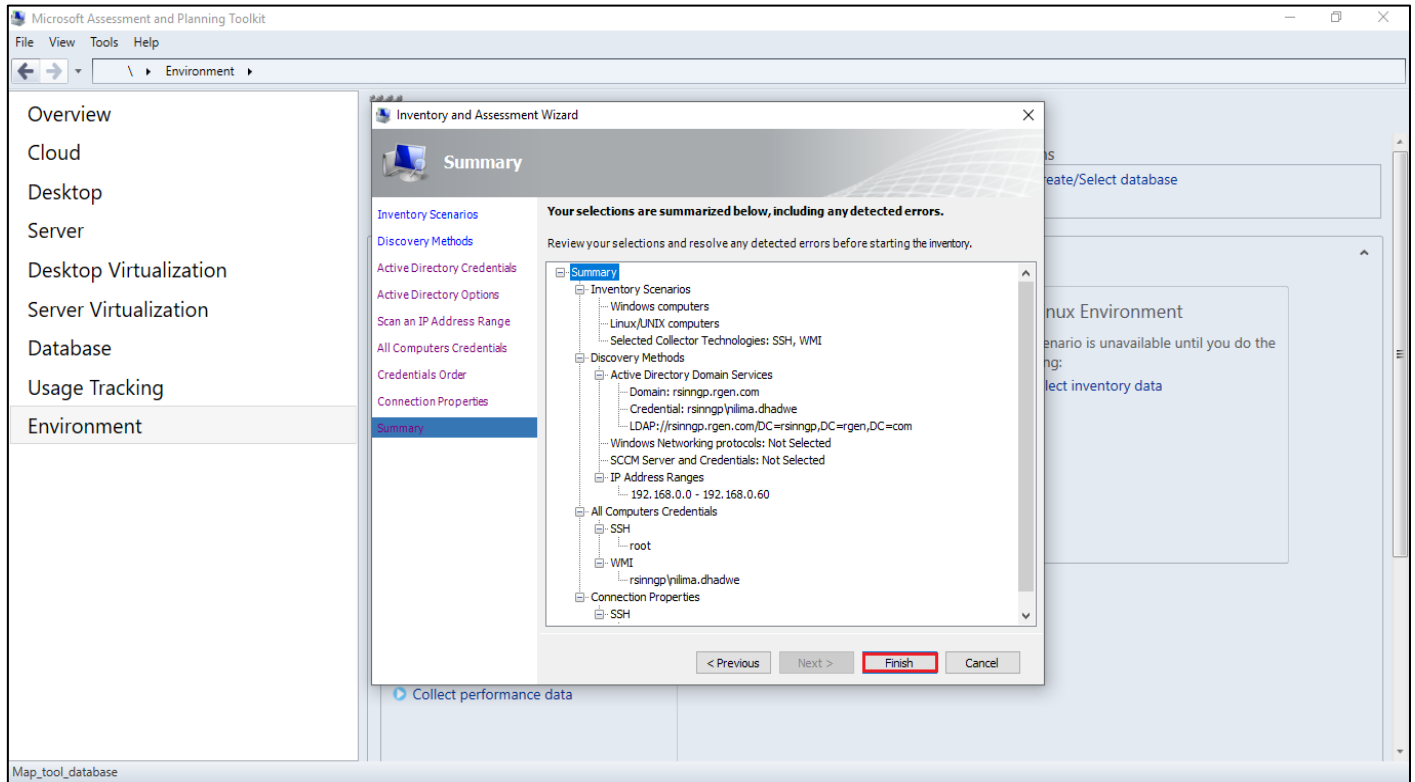 Microsoft Assessment and Planning Toolkit
File View Tools Help
\ Environment
Overview
Cloud
Desktop
Server
Desktop Virtualization
Server Virtualization
Database
Usage Tracking
Environment
Inventory and Assessment Wizard
Summary
Inventory Scenarios
Discovery Methods
Active Directory Credentials
Active Directory Options
Scan an IP Address Range
All Computers Credentials
Credentials Order
Connection Properties
Summary
Your selections are summarized below, including any detected errors.
Review your selections and resolve any detected errors before starting the inventory.
Summary
Inventory Scenarios
Windows computers
Linux/UNIX computers
Selected Collector Technologies: SSH, WMI
Discovery Methods
Active Directory Domain Services
Domain: rsinngp.rgen.com
Credential: rsinngp\nilima.dhadwe
LDAP://rsinngp.rgen.com/DC=rsinngp,DC=rgen,DC=com
Windows Networking protocols: Not Selected
SCCM Server and Credentials: Not Selected
IP Address Ranges
192.168.0.0 - 192.168.0.60
All Computers Credentials
SSH
root
WMI
rsinngp\nilima.dhadwe
Connection Properties
SSH
< Previous Next > Finish Cancel
ns
reate/Select database
nux Environment
enario is unavailable until you do the
ng:
lect inventory data
Collect performance data
Map_tool_database